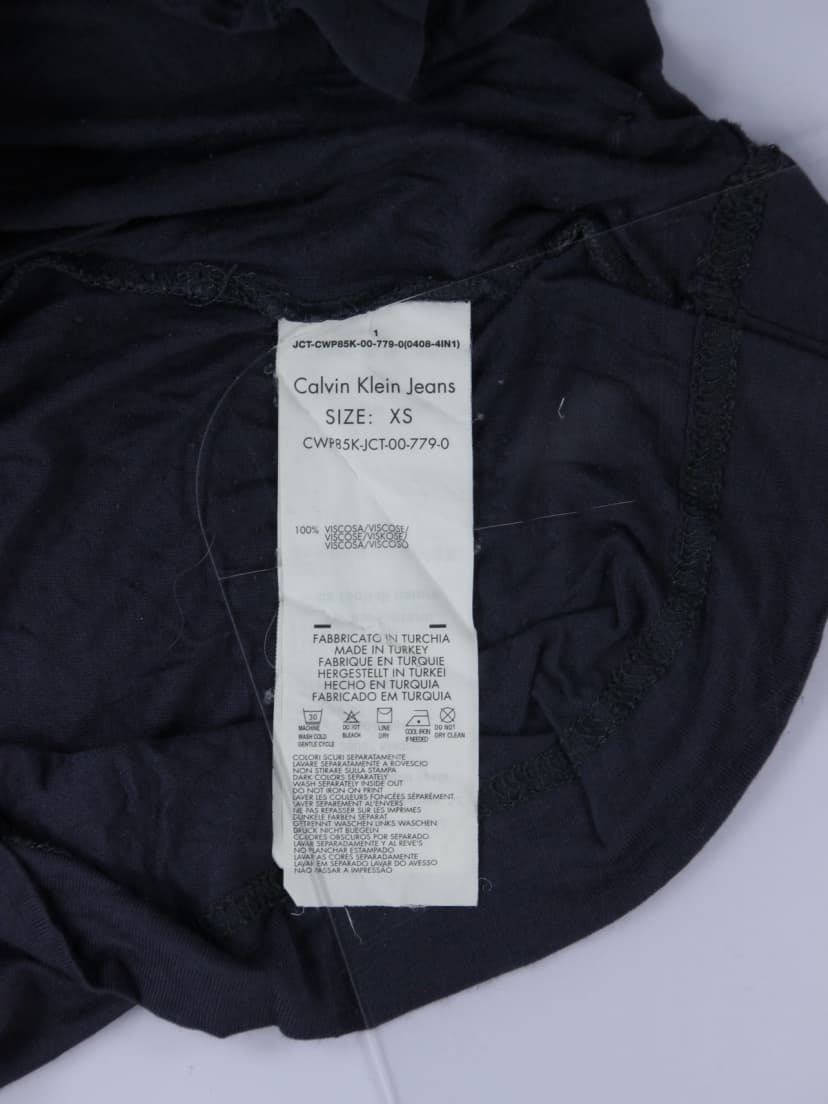 1
JCT-CWP85K-00-779-0(0408-4IN1)
Calvin Klein Jeans
SIZE: XS
CWP85K-JCT-00-779-0
100% VISCOSA/VISCOSE/
VISCOSE/VISKOSE/
VISCOSA/VISCOSO
FABBRICATO IN TURCHIA
MADE IN TURKEY
FABRIQUE EN TURQUIE
HERGESTELLT IN TÜRKEI
HECHO EN TURQUIA
FABRICADO EM TURQUIA
30
MACHINE WASH COLD GENTLE CYCLE
DO NOT BLEACH
LINE DRY
COOL IRON IF NEEDED
DO NOT DRY CLEAN
COLORI SCURI SEPARATAMENTE
LAVARE SEPARATAMENTE A ROVESCIO
NON STIRARE SULLA STAMPA
DARK COLORS SEPARATELY
WASH SEPARATELY INSIDE OUT
DO NOT IRON ON PRINT
LAVER LES COULEURS FONCÉES SÉPARÉMENT.
LAVER SÉPARÉMENT AL'ENVERS
NE PAS REPASSER SUR LES IMPRIMES
DUNKELE FARBEN SEPARAT
GETRENNT WASCHEN LINKS WASCHEN
DRUCK NICHT BUEGELN
COLORES OBSCUROS POR SEPARADO.
LAVAR SEPARADAMENTE Y AL REVE'S
NO PLANCHAR ESTAMPADO
LAVAR AS CORES SEPARADAMENTE
LAVAR EM SEPARADO LAVAR DO AVESSO
NÃO PASSAR A IMPRESSÃO